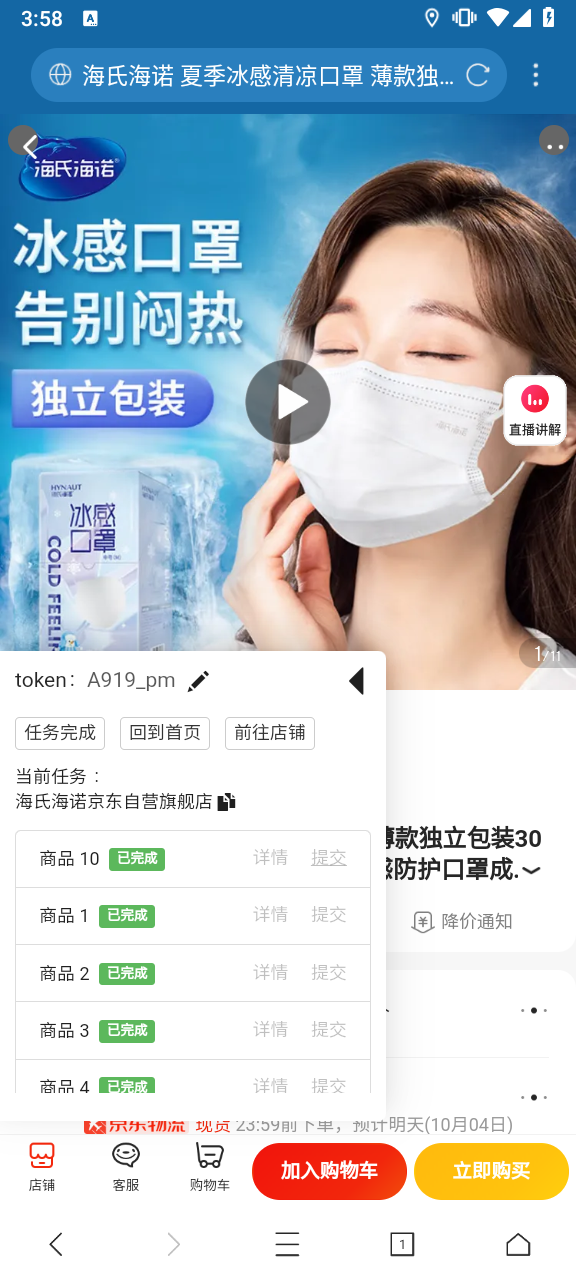 3:58
海氏海诺 夏季冰感清凉口罩 薄款独...
海氏海诺
冰感口罩
告别闷热
独立包装
直播讲解
HYNAUT
海氏海诺
冰感
口罩
COLD FEELIN
1/11
token: A919_pm
任务完成 回到首页 前往店铺
当前任务：
海氏海诺京东自营旗舰店
商品 10 已完成 详情 提交
商品 1 已完成 详情 提交
商品 2 已完成 详情 提交
商品 3 已完成 详情 提交
商品 4 已完成 详情 提交
薄款独立包装30
感防护口罩成.
降价通知
京东物流 现货 23:59前下单，预计明天(10月04日)
店铺 客服 购物车 加入购物车 立即购买
1